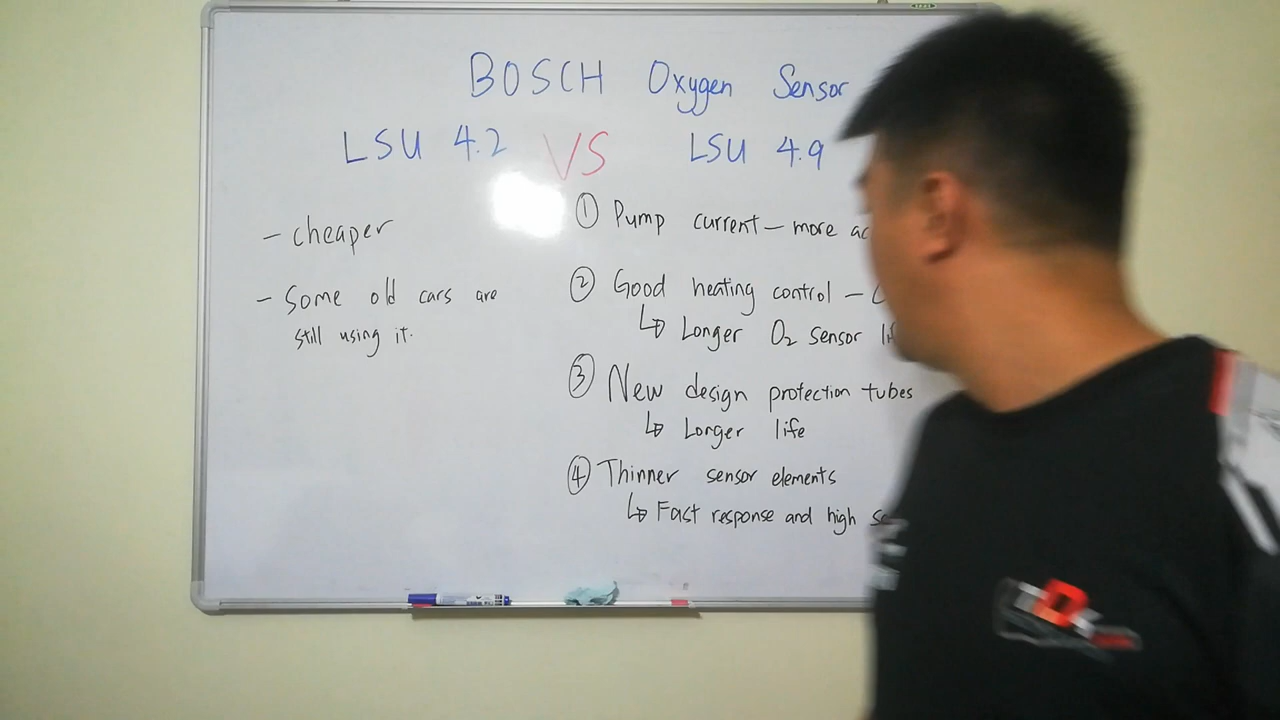 BOSCH Oxygen Sensor
LSU 4.2 VS LSU 4.9
- cheaper
- Some old cars are
still using it.
① Pump current - more
② Good heating control -
↳ Longer O₂ sensor
③ New design protection tubes
↳ Longer life
④ Thinner sensor elements
↳ Fast response and high